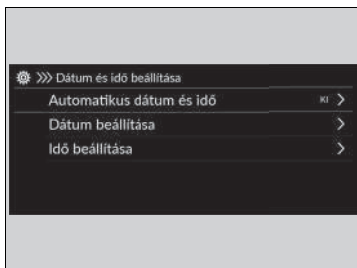 >>> Dátum és idő beállítása
Automatikus dátum és idő KI >
Dátum beállítása >
Idő beállítása >